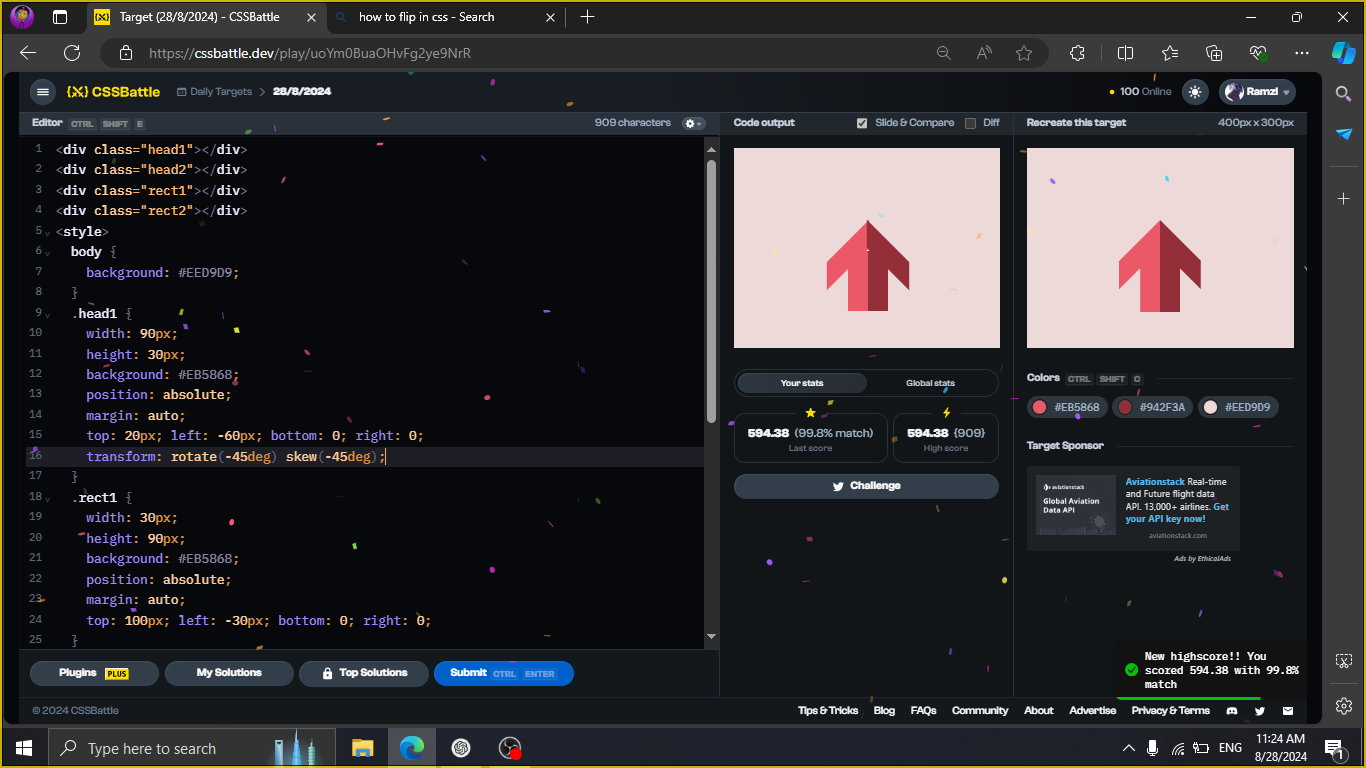 Target (28/8/2024) - CSSBattle
how to flip in css - Search
https://cssbattle.dev/play/uoYm0BuaOHvFg2ye9NrR
{X} CSSBattle
Daily Targets > 28/8/2024
100 Online
Ramzi
Editor CTRL SHIFT E
909 characters
Code output
Slide & Compare
Diff
Recreate this target
400px x 300px
1 <div class="head1"></div>
2 <div class="head2"></div>
3 <div class="rect1"></div>
4 <div class="rect2"></div>
5 <style>
6 body {
7 background: #EED9D9;
8 }
9 .head1 {
10 width: 90px;
11 height: 30px;
12 background: #EB5868;
13 position: absolute;
14 margin: auto;
15 top: 20px; left: -60px; bottom: 0; right: 0;
16 transform: rotate(-45deg) skew(-45deg);
17 }
18 .rect1 {
19 width: 30px;
20 height: 90px;
21 background: #EB5868;
22 position: absolute;
23 margin: auto;
24 top: 100px; left: -30px; bottom: 0; right: 0;
25 }
Your stats
Global stats
594.38 (99.8% match)
Last score
594.38 {909}
High score
Challenge
Colors CTRL SHIFT C
#EB5868
#942F3A
#EED9D9
Target Sponsor
aviationstack
Global Aviation
Data API
Aviationstack Real-time
and Future flight data
API. 13,000+ airlines. Get
your API key now!
aviationstack.com
Ads by EthicalAds
New highscore!! You
scored 594.38 with 99.8%
match
Plugins PLUS
My Solutions
Top Solutions
Submit CTRL ENTER
© 2024 CSSBattle
Tips & Tricks
Blog
FAQs
Community
About
Advertise
Privacy & Terms
Type here to search
ENG
11:24 AM
8/28/2024
1